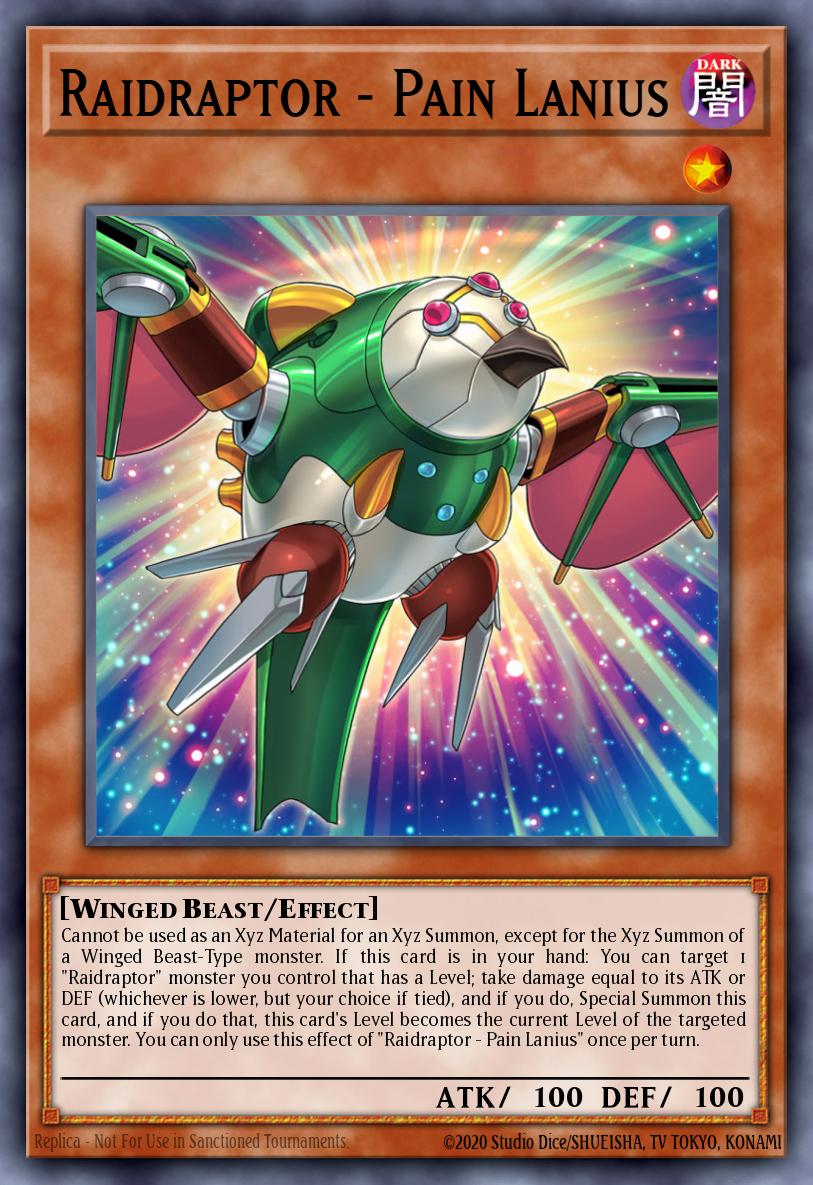 Raidraptor - Pain Lanius
DARK
闇
[Winged Beast/Effect]
Cannot be used as an Xyz Material for an Xyz Summon, except for the Xyz Summon of
a Winged Beast-Type monster. If this card is in your hand: You can target 1
"Raidraptor" monster you control that has a Level; take damage equal to its ATK or
DEF (whichever is lower, but your choice if tied), and if you do, Special Summon this
card, and if you do that, this card's Level becomes the current Level of the targeted
monster. You can only use this effect of "Raidraptor - Pain Lanius" once per turn.
ATK/ 100 DEF/ 100
Replica - Not For Use in Sanctioned Tournaments.
©2020 Studio Dice/SHUEISHA, TV TOKYO, KONAMI